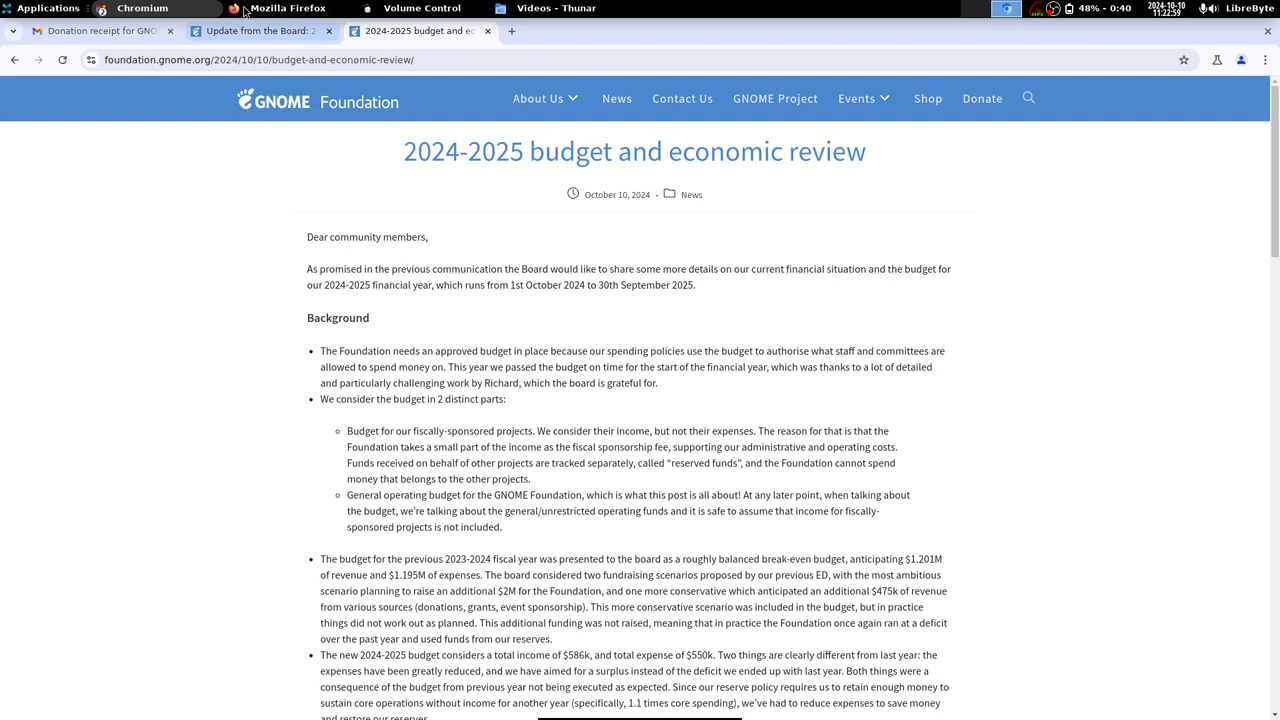 Applications
Chromium
Mozilla Firefox
Volume Control
Videos - Thunar
48% - 0:40
2024-10-10
11:22:59
LibreByte
Donation receipt for GNO
Update from the Board: 2
2024-2025 budget and ec
foundation.gnome.org/2024/10/10/budget-and-economic-review/
GNOME Foundation
About Us
News
Contact Us
GNOME Project
Events
Shop
Donate
2024-2025 budget and economic review
October 10, 2024 - News
Dear community members,
As promised in the previous communication the Board would like to share some more details on our current financial situation and the budget for
our 2024-2025 financial year, which runs from 1st October 2024 to 30th September 2025.
Background
• The Foundation needs an approved budget in place because our spending policies use the budget to authorise what staff and committees are
allowed to spend money on. This year we passed the budget on time for the start of the financial year, which was thanks to a lot of detailed
and particularly challenging work by Richard, which the board is grateful for.
• We consider the budget in 2 distinct parts:
◦ Budget for our fiscally-sponsored projects. We consider their income, but not their expenses. The reason for that is that the
Foundation takes a small part of the income as the fiscal sponsorship fee, supporting our administrative and operating costs.
Funds received on behalf of other projects are tracked separately, called “reserved funds”, and the Foundation cannot spend
money that belongs to the other projects.
◦ General operating budget for the GNOME Foundation, which is what this post is all about! At any later point, when talking about
the budget, we’re talking about the general/unrestricted operating funds and it is safe to assume that income for fiscally-
sponsored projects is not included.
• The budget for the previous 2023-2024 fiscal year was presented to the board as a roughly balanced break-even budget, anticipating $1.201M
of revenue and $1.195M of expenses. The board considered two fundraising scenarios proposed by our previous ED, with the most ambitious
scenario planning to raise an additional $2M for the Foundation, and one more conservative which anticipated an additional $475k of revenue
from various sources (donations, grants, event sponsorship). This more conservative scenario was included in the budget, but in practice
things did not work out as planned. This additional funding was not raised, meaning that in practice the Foundation once again ran at a deficit
over the past year and used funds from our reserves.
• The new 2024-2025 budget considers a total income of $586k, and total expense of $550k. Two things are clearly different from last year: the
expenses have been greatly reduced, and we have aimed for a surplus instead of the deficit we ended up with last year. Both things were a
consequence of the budget from previous year not being executed as expected. Since our reserve policy requires us to retain enough money to
sustain core operations without income for another year (specifically, 1.1 times core spending), we’ve had to reduce expenses to save money
and restore our reserves.